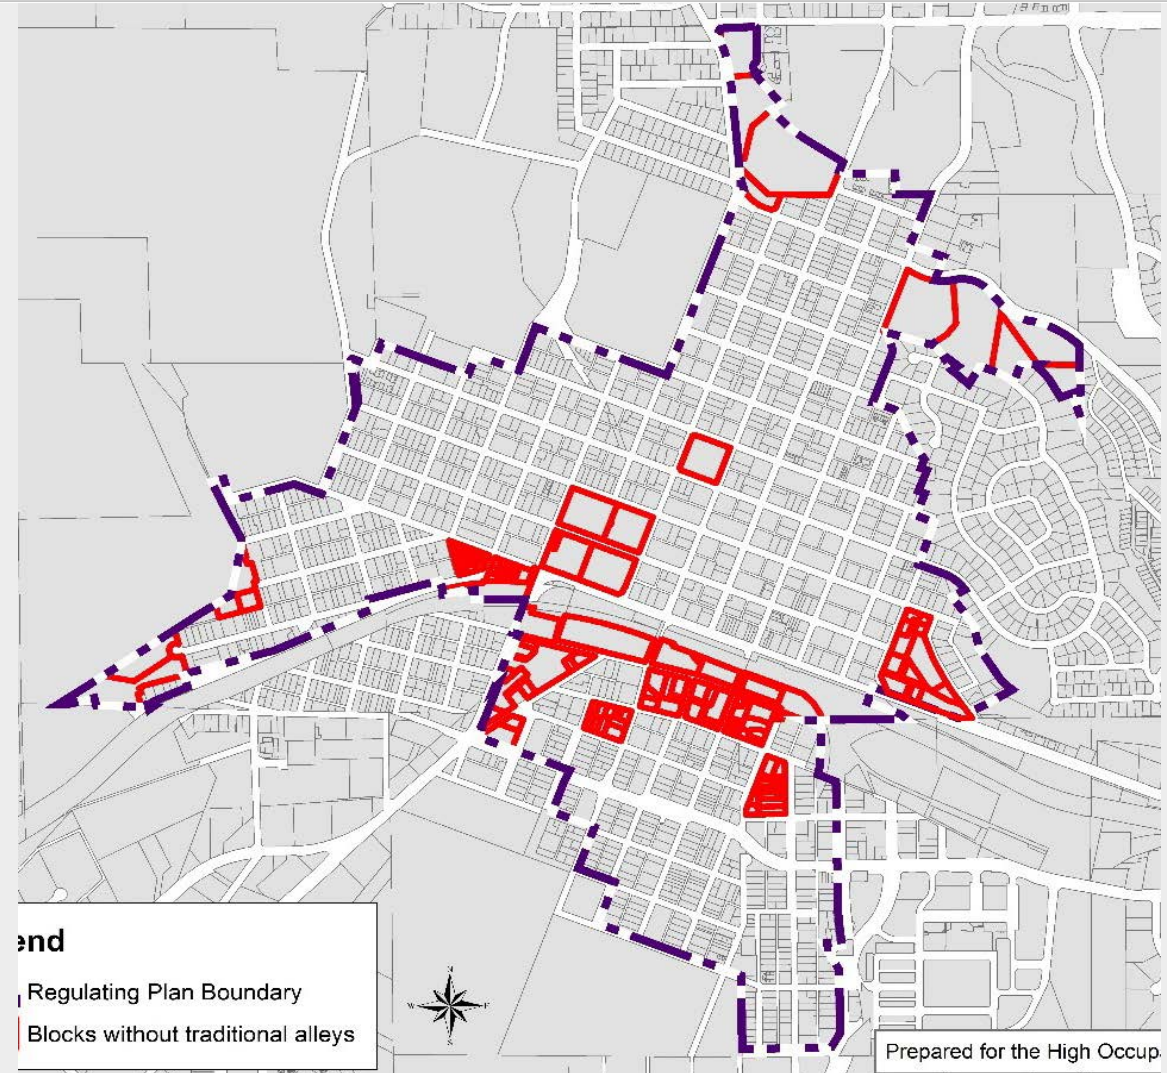 end
Regulating Plan Boundary
Blocks without traditional alleys
N
W E
S
Prepared for the High Occup